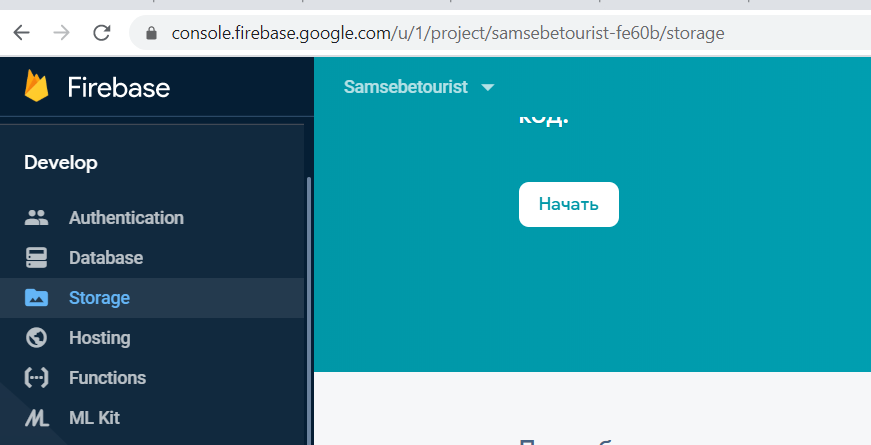 console.firebase.google.com/u/1/project/samsebetourist-fe60b/storage
Firebase
Samsebetourist
код.
Develop
Начать
Authentication
Database
Storage
Hosting
Functions
ML Kit